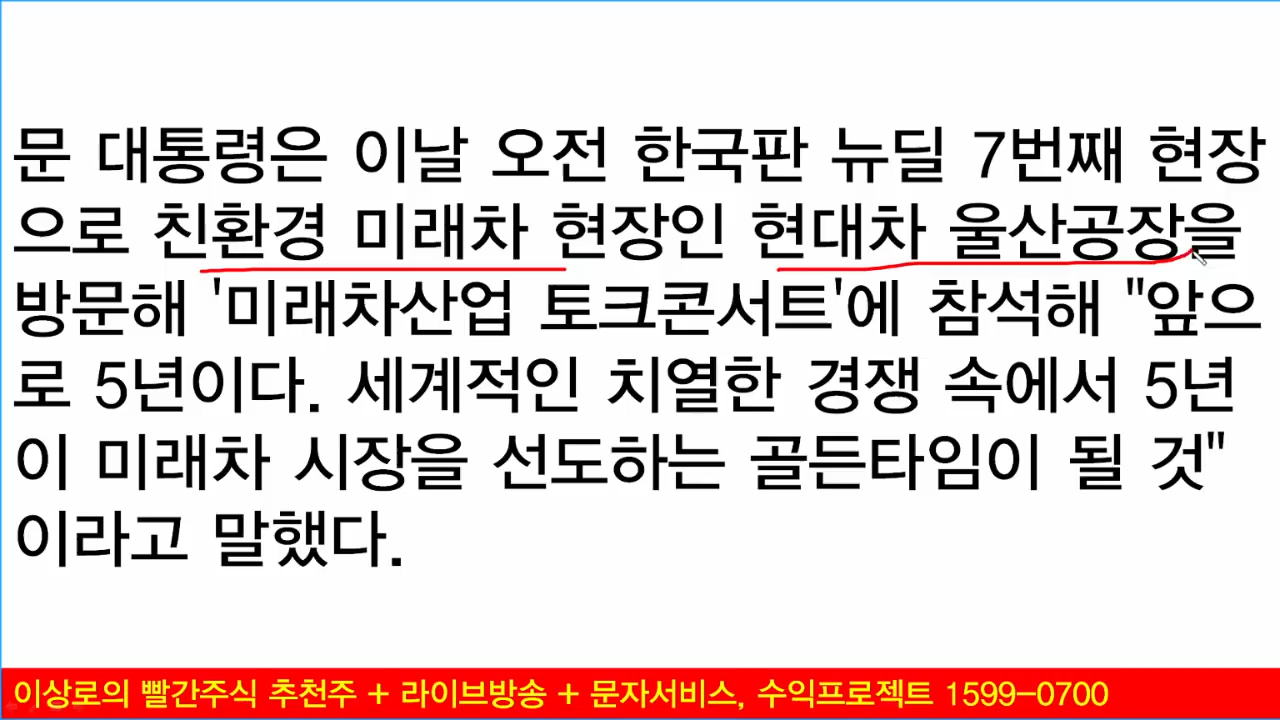 문 대통령은 이날 오전 한국판 뉴딜 7번째 현장
으로 친환경 미래차 현장인 현대차 울산공장을
방문해 '미래차산업 토크콘서트'에 참석해 "앞으
로 5년이다. 세계적인 치열한 경쟁 속에서 5년
이 미래차 시장을 선도하는 골든타임이 될 것"
이라고 말했다.
이상로의 빨간주식 추천주 + 라이브방송 + 문자서비스, 수익프로젝트 1599-0700